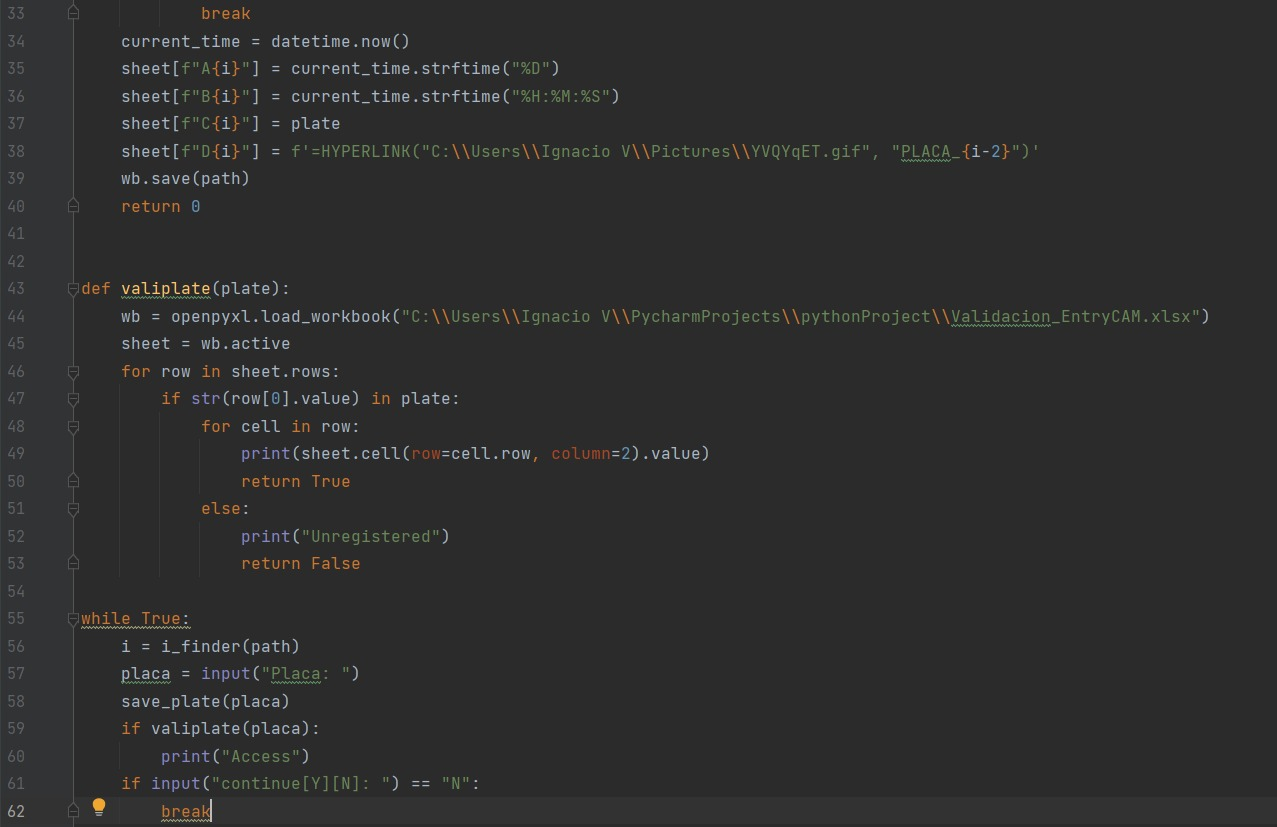 33             break
34     current_time = datetime.now()
35     sheet[f"A{i}"] = current_time.strftime("%D")
36     sheet[f"B{i}"] = current_time.strftime("%H:%M:%S")
37     sheet[f"C{i}"] = plate
38     sheet[f"D{i}"] = f'=HYPERLINK("C:\\Users\\Ignacio V\\Pictures\\YVQYqET.gif", "PLACA_{i-2}")'
39     wb.save(path)
40     return 0
41
42
43 def valiplate(plate):
44     wb = openpyxl.load_workbook("C:\\Users\\Ignacio V\\PycharmProjects\\pythonProject\\Validacion_EntryCAM.xlsx")
45     sheet = wb.active
46     for row in sheet.rows:
47         if str(row[0].value) in plate:
48             for cell in row:
49                 print(sheet.cell(row=cell.row, column=2).value)
50                 return True
51             else:
52                 print("Unregistered")
53                 return False
54
55 while True:
56     i = i_finder(path)
57     placa = input("Placa: ")
58     save_plate(placa)
59     if valiplate(placa):
60         print("Access")
61     if input("continue[Y][N]: ") == "N":
62         break